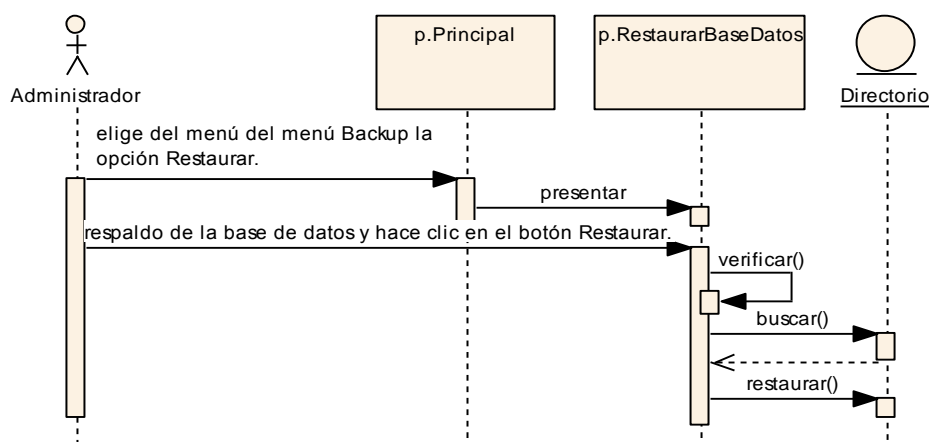 p.Principal
p.RestaurarBaseDatos
Administrador
Directorio
elige del menú del menú Backup la
opción Restaurar.
presentar
respaldo de la base de datos y hace clic en el botón Restaurar.
verificar()
buscar()
restaurar()